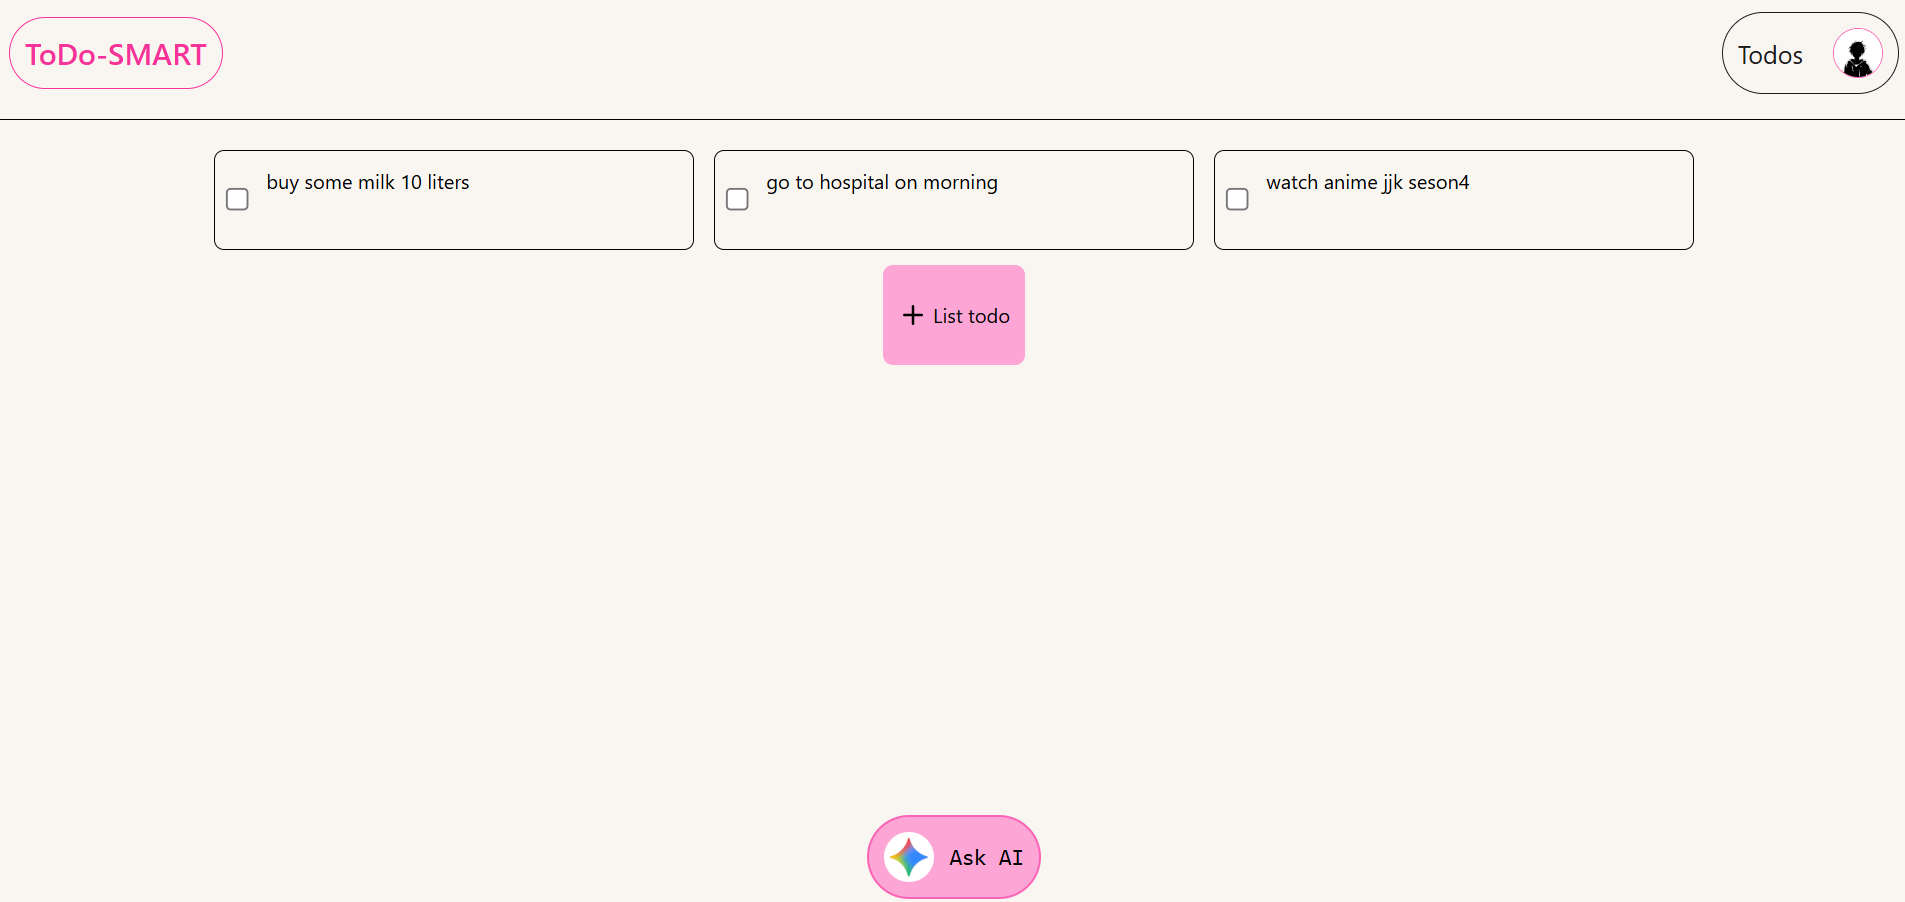 ToDo-SMART
Todos
buy some milk 10 liters
go to hospital on morning
watch anime jjk seson4
List todo
Ask AI